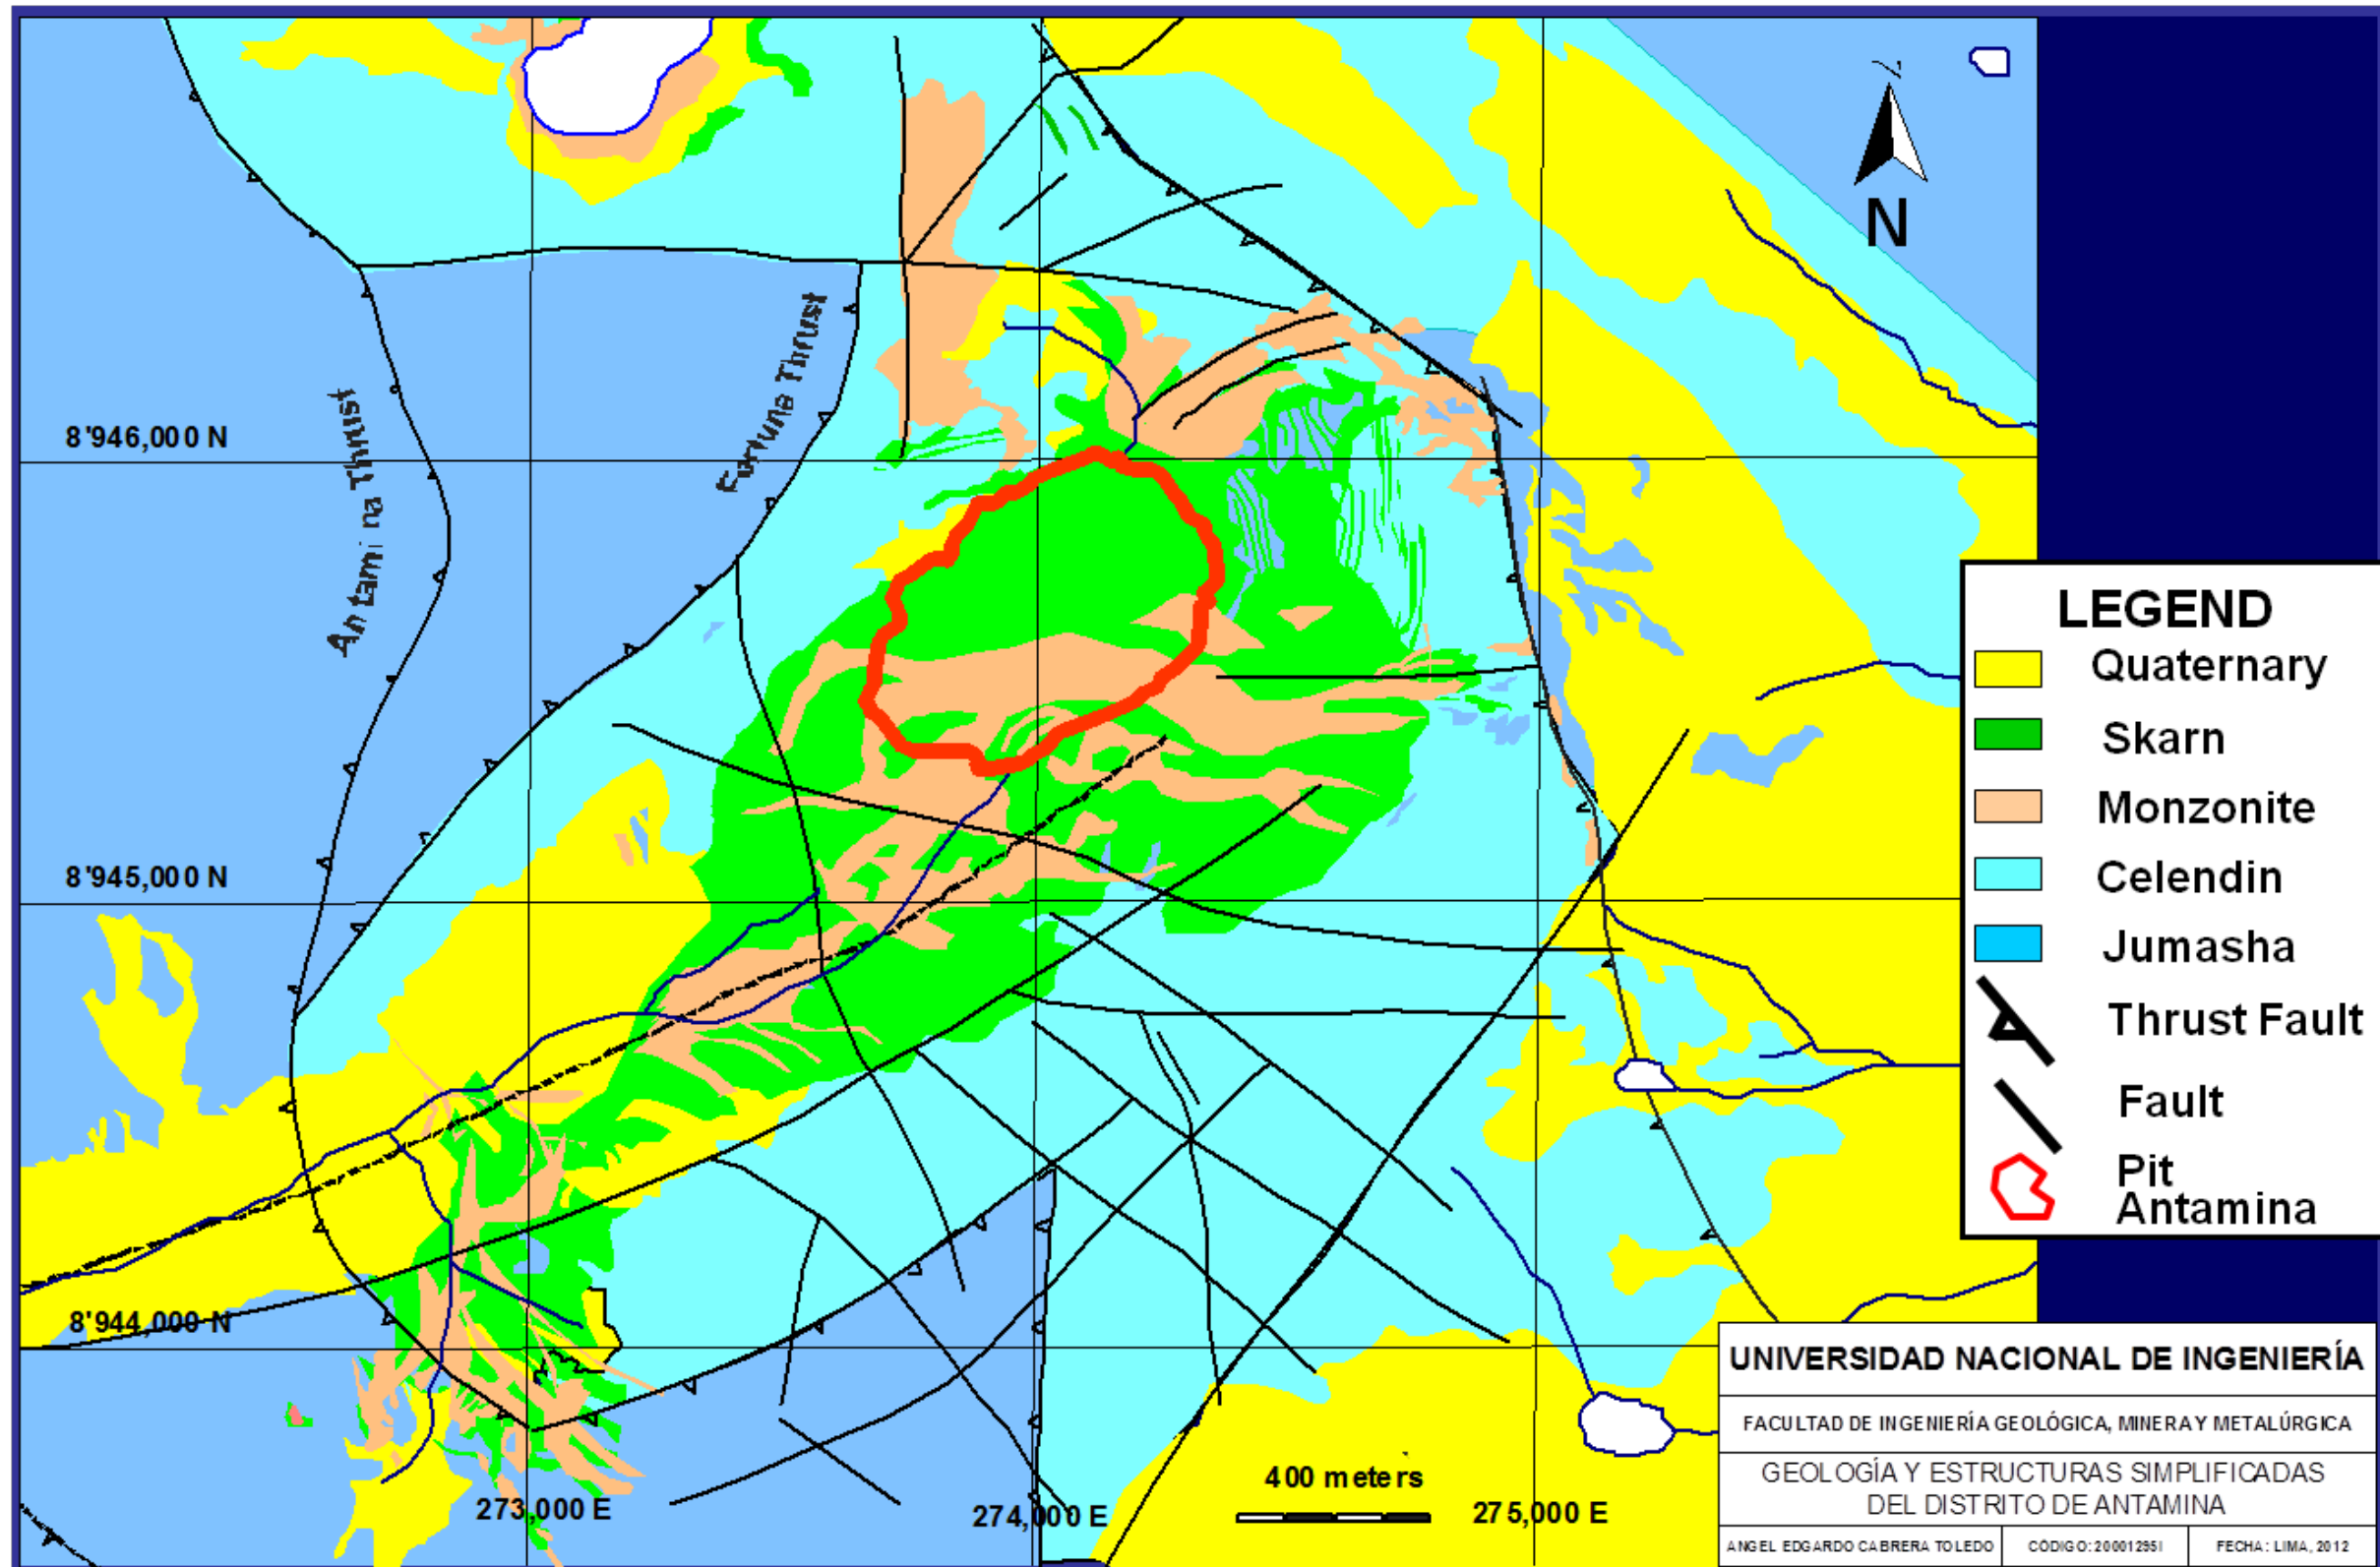 N
Antamina Thrust
Fortuna Thrust
8'946,000 N
8'945,000 N
8'944,000 N
273,000 E
274,000 E
275,000 E
400 meters
LEGEND
Quaternary
Skarn
Monzonite
Celendin
Jumasha
Thrust Fault
Fault
Pit
Antamina
UNIVERSIDAD NACIONAL DE INGENIERÍA
FACULTAD DE INGENIERÍA GEOLÓGICA, MINERA Y METALÚRGICA
GEOLOGÍA Y ESTRUCTURAS SIMPLIFICADAS
DEL DISTRITO DE ANTAMINA
ANGEL EDGARDO CABRERA TOLEDO
CÓDIGO: 20001295I
FECHA: LIMA, 2012